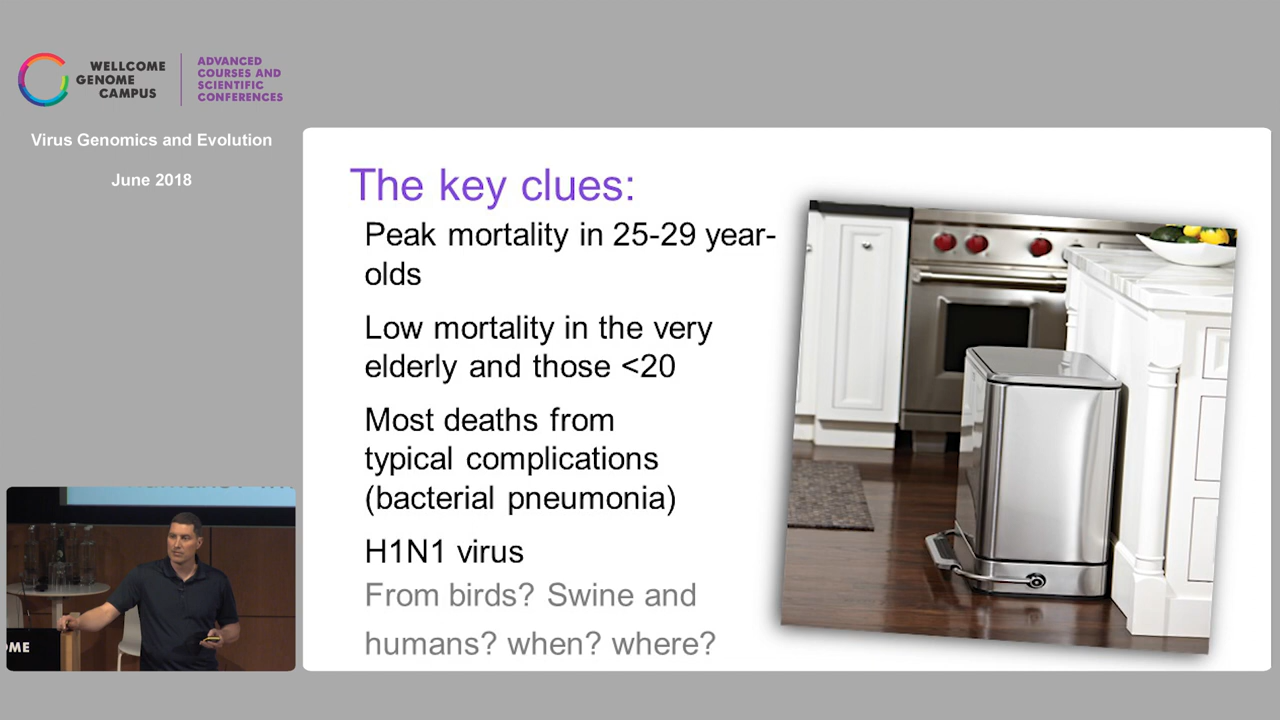 WELLCOME
GENOME
CAMPUS
ADVANCED
COURSES AND
SCIENTIFIC
CONFERENCES
Virus Genomics and Evolution
June 2018
The key clues:
Peak mortality in 25-29 year-
olds
Low mortality in the very
elderly and those <20
Most deaths from
typical complications
(bacterial pneumonia)
H1N1 virus
From birds? Swine and
humans? when? where?
OME